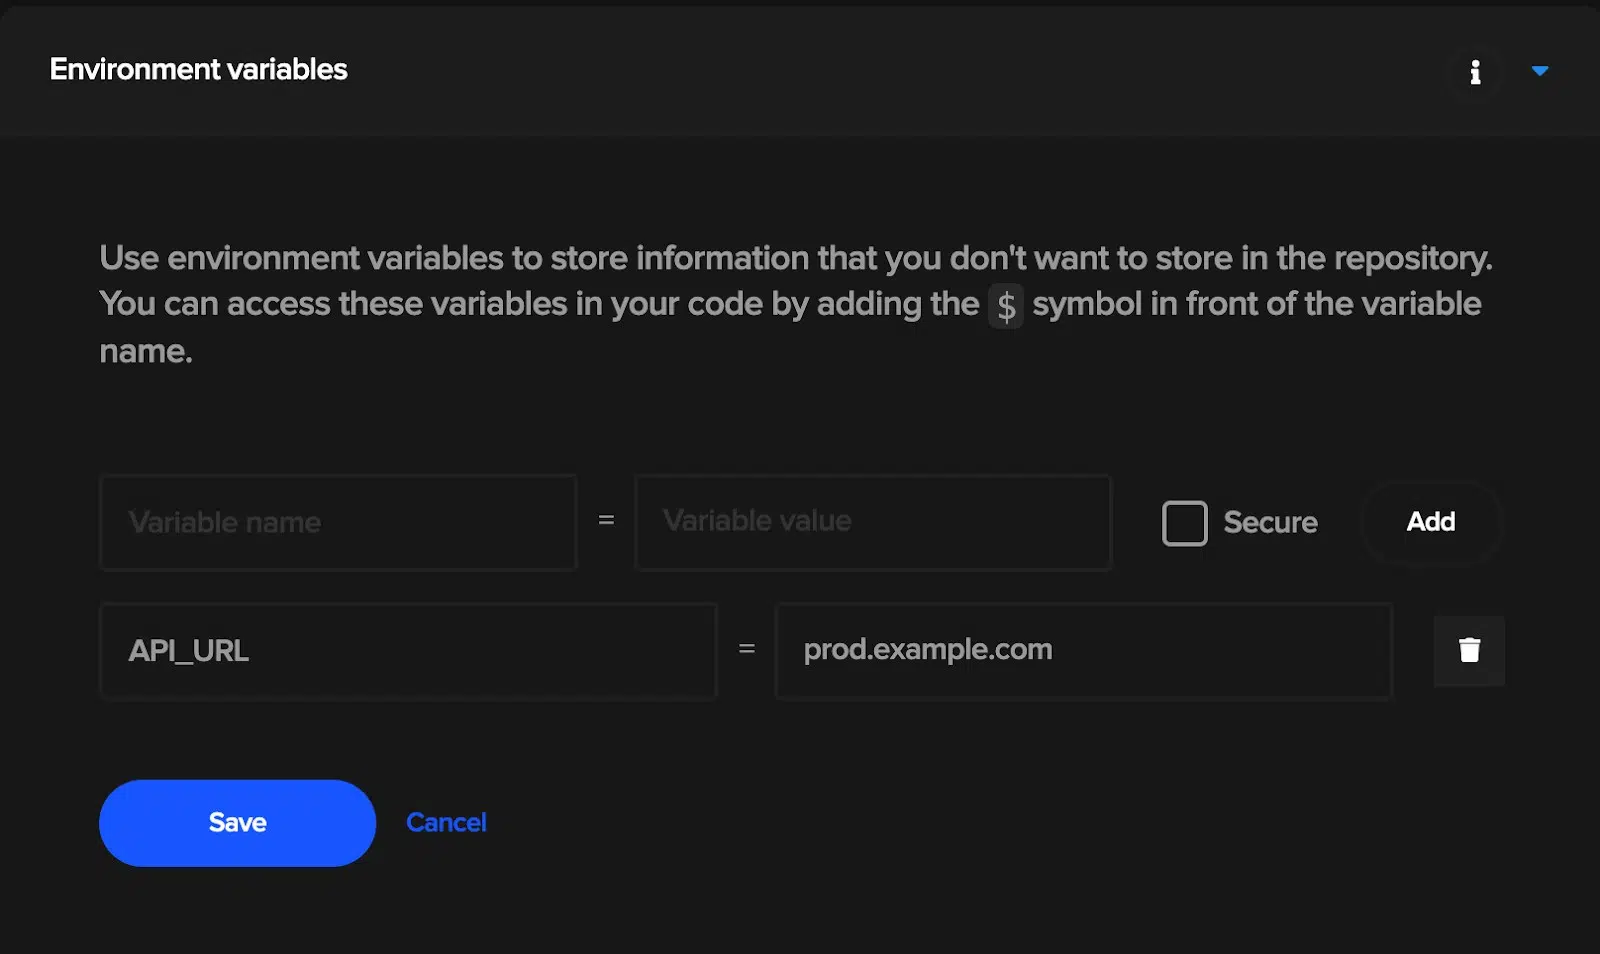 Environment variables
Use environment variables to store information that you don't want to store in the repository.
You can access these variables in your code by adding the $ symbol in front of the variable
name.
Variable name = Variable value Secure Add
API_URL = prod.example.com
Save Cancel